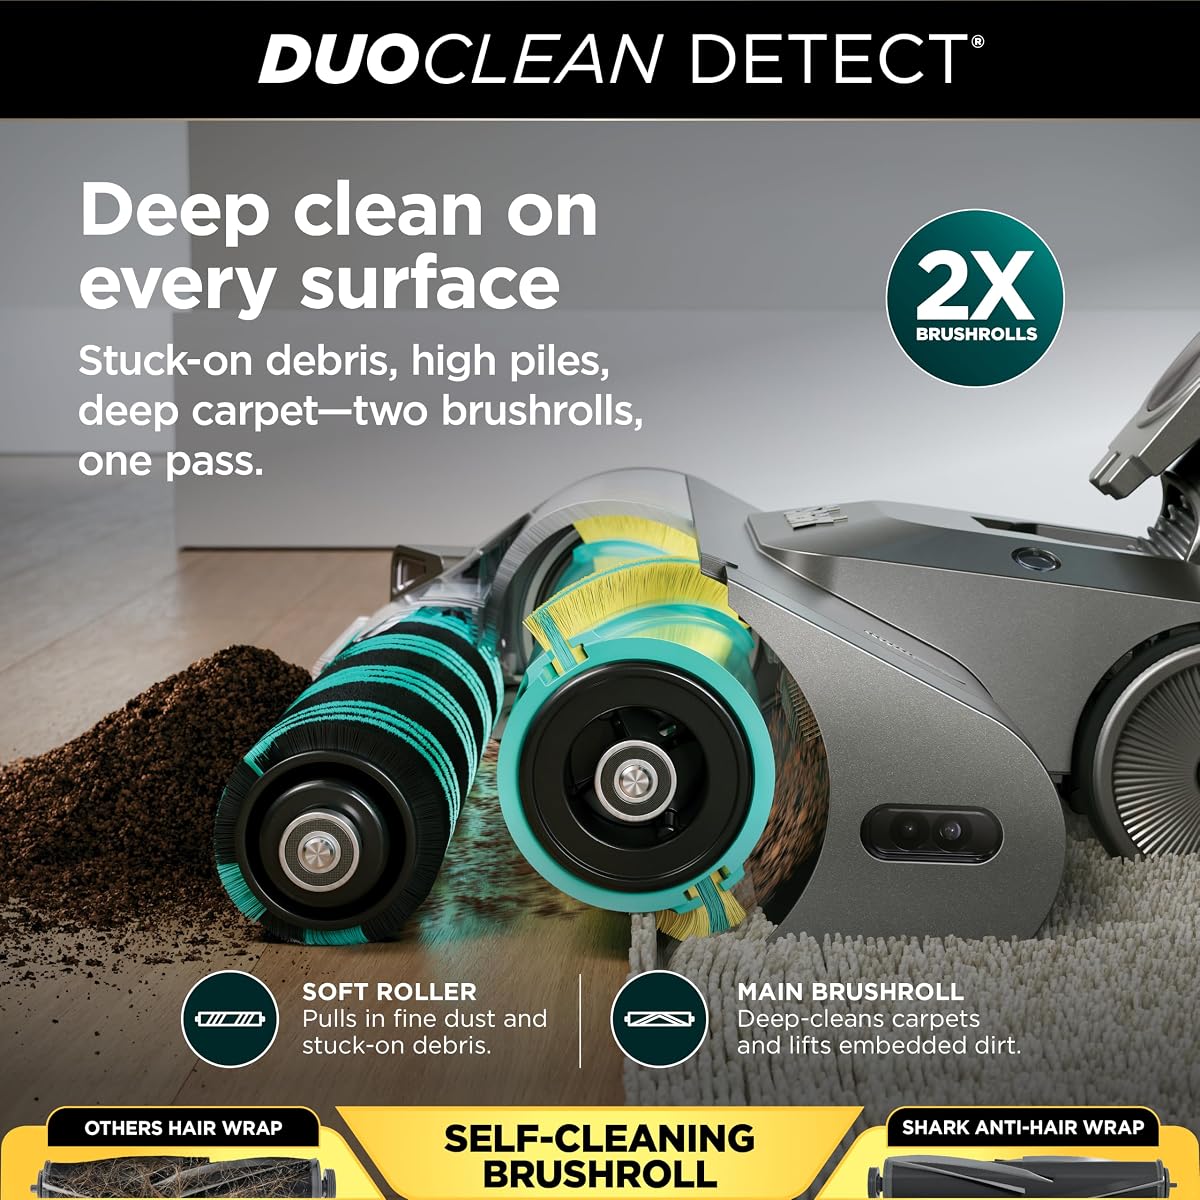 DUOCLEAN DETECT®
Deep clean on
every surface
Stuck-on debris, high piles,
deep carpet—two brushrolls,
one pass.
2X
BRUSHROLLS
SOFT ROLLER
Pulls in fine dust and
stuck-on debris.
MAIN BRUSHROLL
Deep-cleans carpets
and lifts embedded dirt.
OTHERS HAIR WRAP
SELF-CLEANING
BRUSHROLL
SHARK ANTI-HAIR WRAP